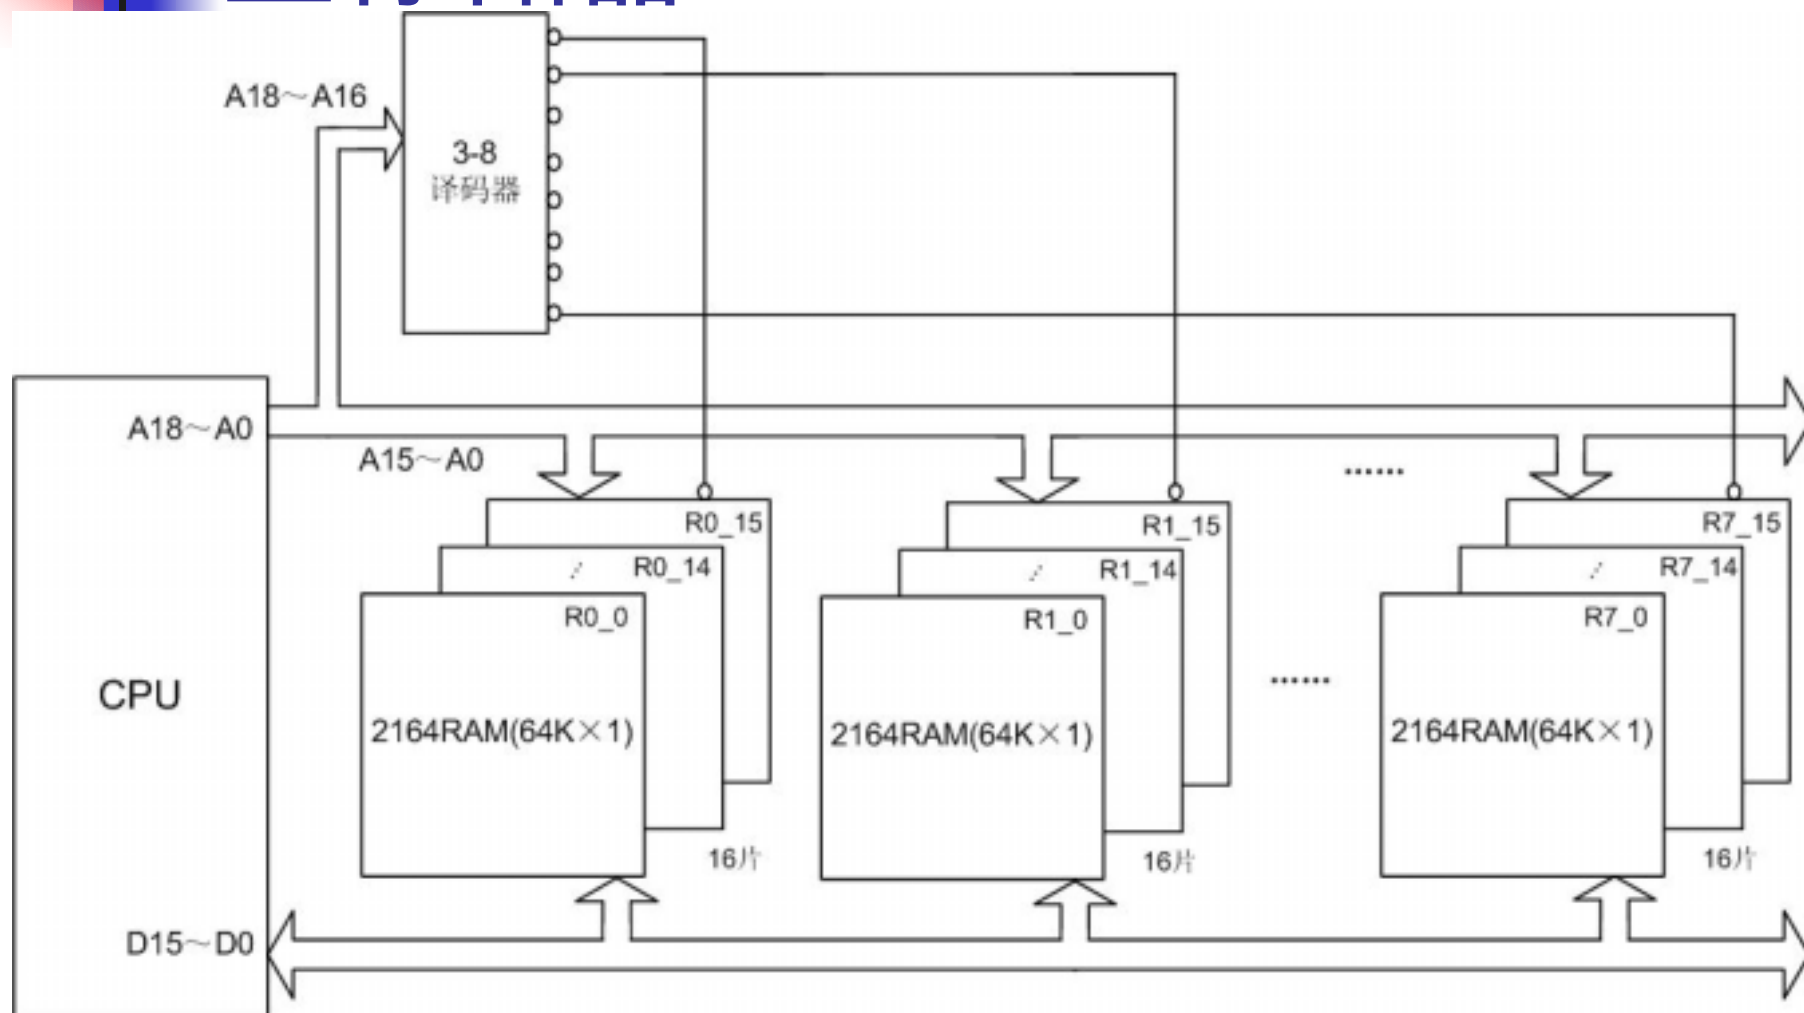 A18～A16
3-8
译码器
A18～A0
A15～A0
......
R0_15
R0_14
R0_0
R1_15
R1_14
R1_0
R7_15
R7_14
R7_0
CPU
2164RAM(64K×1)
2164RAM(64K×1)
......
2164RAM(64K×1)
16片
16片
16片
D15～D0